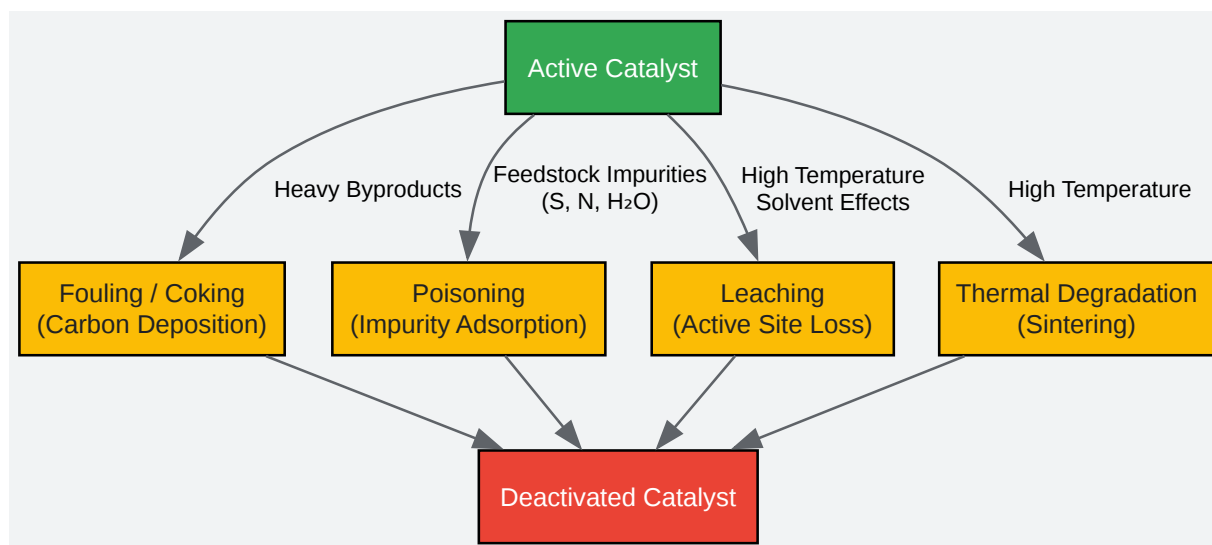 Active Catalyst
Heavy Byproducts
Feedstock Impurities
(S, N, H₂O)
High Temperature
Solvent Effects
High Temperature
Fouling / Coking
(Carbon Deposition)
Poisoning
(Impurity Adsorption)
Leaching
(Active Site Loss)
Thermal Degradation
(Sintering)
Deactivated Catalyst